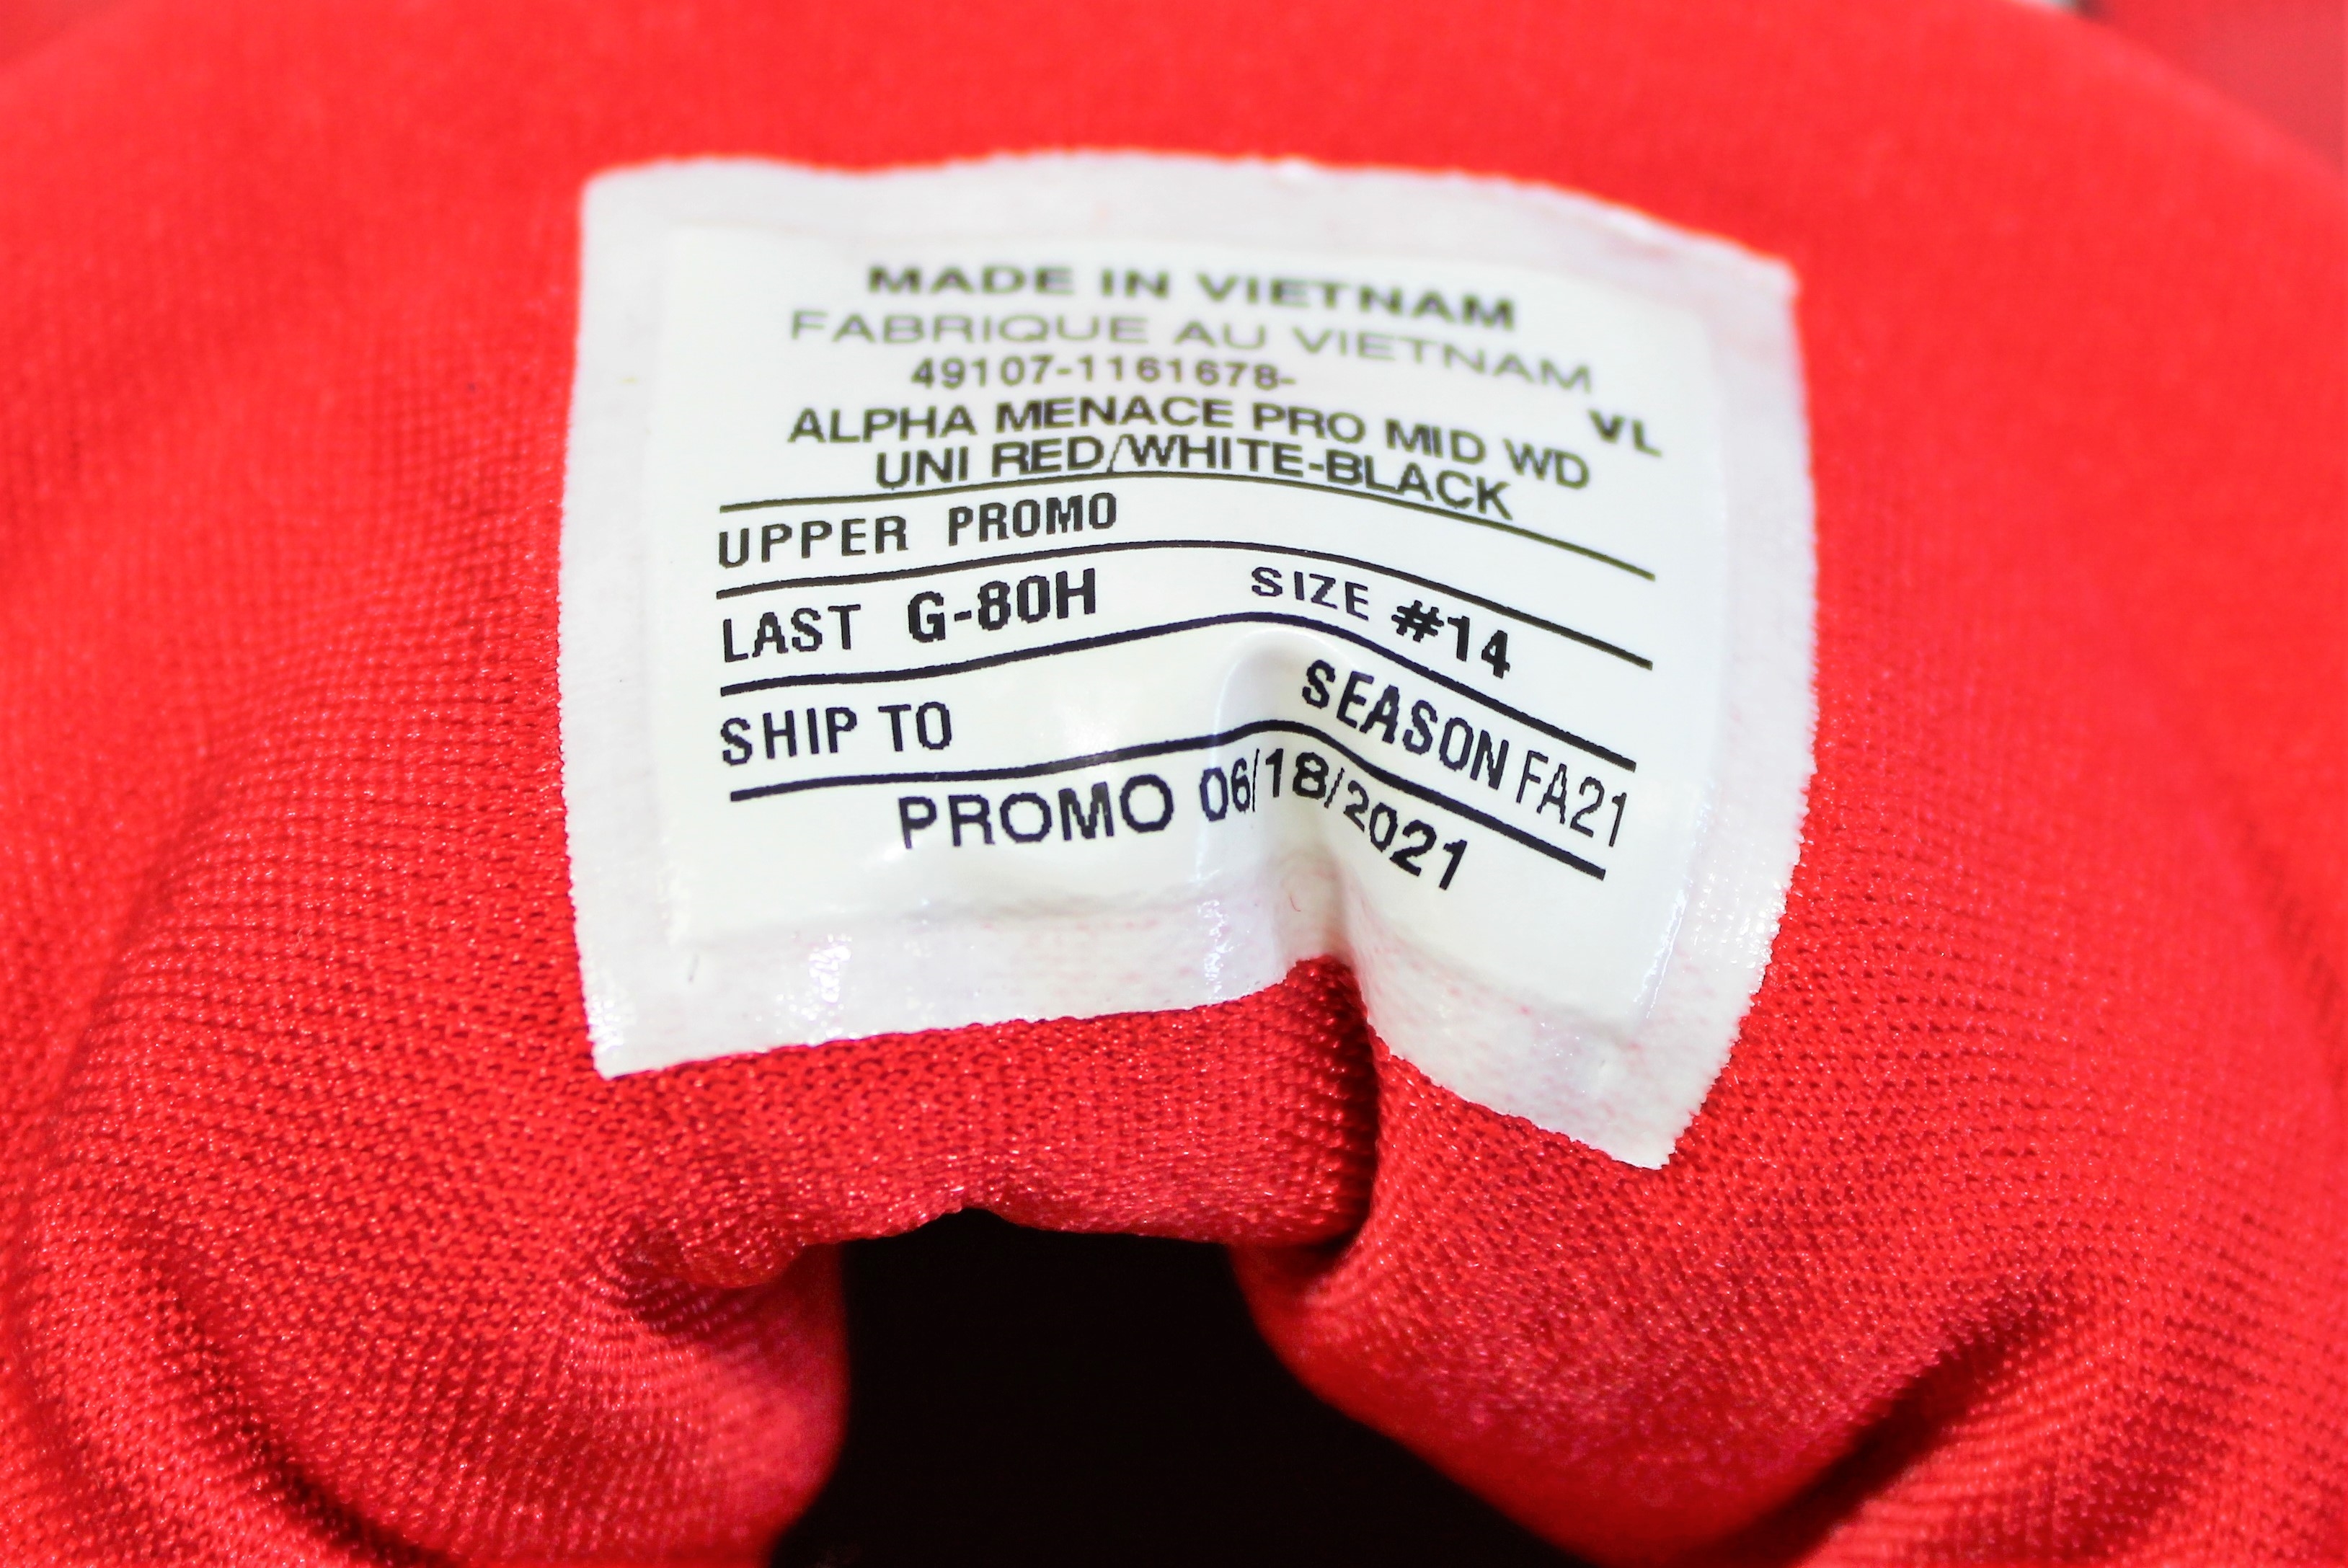 MADE IN VIETNAM
FABRIQUE AU VIETNAM
49107-1161678-
VL
ALPHA MENACE PRO MID WD
UNI RED/WHITE-BLACK
UPPER PROMO
LAST G-80H SIZE #14
SHIP TO SEASON FA21
PROMO 06/18/2021